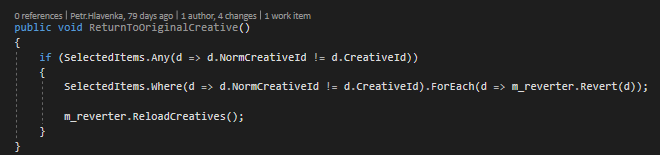 0 references | Petr.Hlavenka, 79 days ago | 1 author, 4 changes | 1 work item
public void ReturnToOriginalCreative()
{
if (SelectedItems.Any(d => d.NormCreativeId != d.CreativeId))
{
SelectedItems.Where(d => d.NormCreativeId != d.CreativeId).ForEach(d => m_reverter.Revert(d));
m_reverter.ReloadCreatives();
}
}